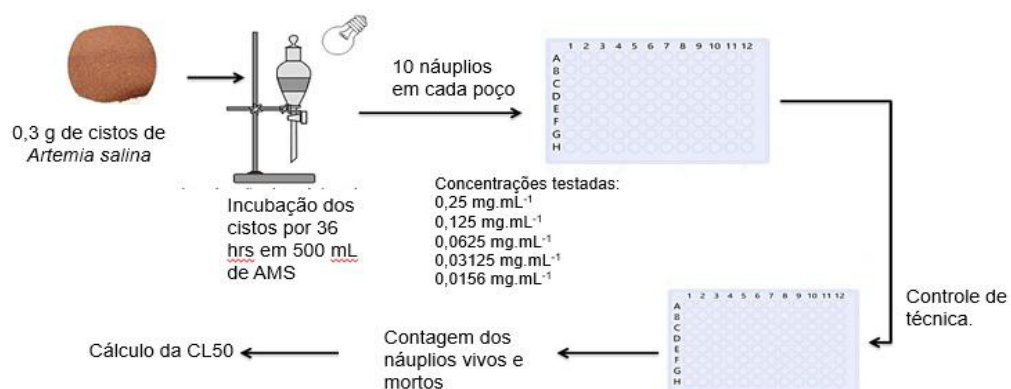 0,3 g de cistos de
Artemia salina
Incubação dos
cistos por 36
hrs em 500 mL
de AMS
10 náuplios
em cada poço
1 2 3 4 5 6 7 8 9 10 11 12
A
B
C
D
E
F
G
H
Concentrações testadas:
0,25 mg.mL⁻¹
0,125 mg.mL⁻¹
0,0625 mg.mL⁻¹
0,03125 mg.mL⁻¹
0,0156 mg.mL⁻¹
Controle de
técnica.
1 2 3 4 5 6 7 8 9 10 11 12
A
B
C
D
E
F
G
H
Contagem dos
náuplios vivos e
mortos
Cálculo da CL50